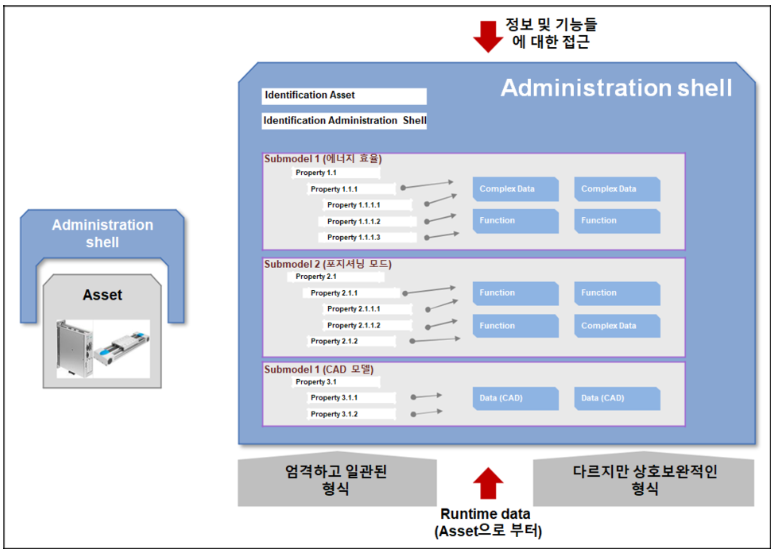 정보 및 기능들
에 대한 접근
Administration shell
Identification Asset
Identification Administration Shell
Submodel 1 (에너지 효율)
Property 1.1
Property 1.1.1
Property 1.1.1.1
Property 1.1.1.2
Property 1.1.1.3
Complex Data
Complex Data
Function
Function
Submodel 2 (포지셔닝 모드)
Property 2.1
Property 2.1.1
Property 2.1.1.1
Property 2.1.1.2
Property 2.1.2
Function
Function
Function
Complex Data
Submodel 1 (CAD 모델)
Property 3.1
Property 3.1.1
Property 3.1.2
Data (CAD)
Data (CAD)
Administration
shell
Asset
엄격하고 일관된
형식
다르지만 상호보완적인
형식
Runtime data
(Asset으로 부터)